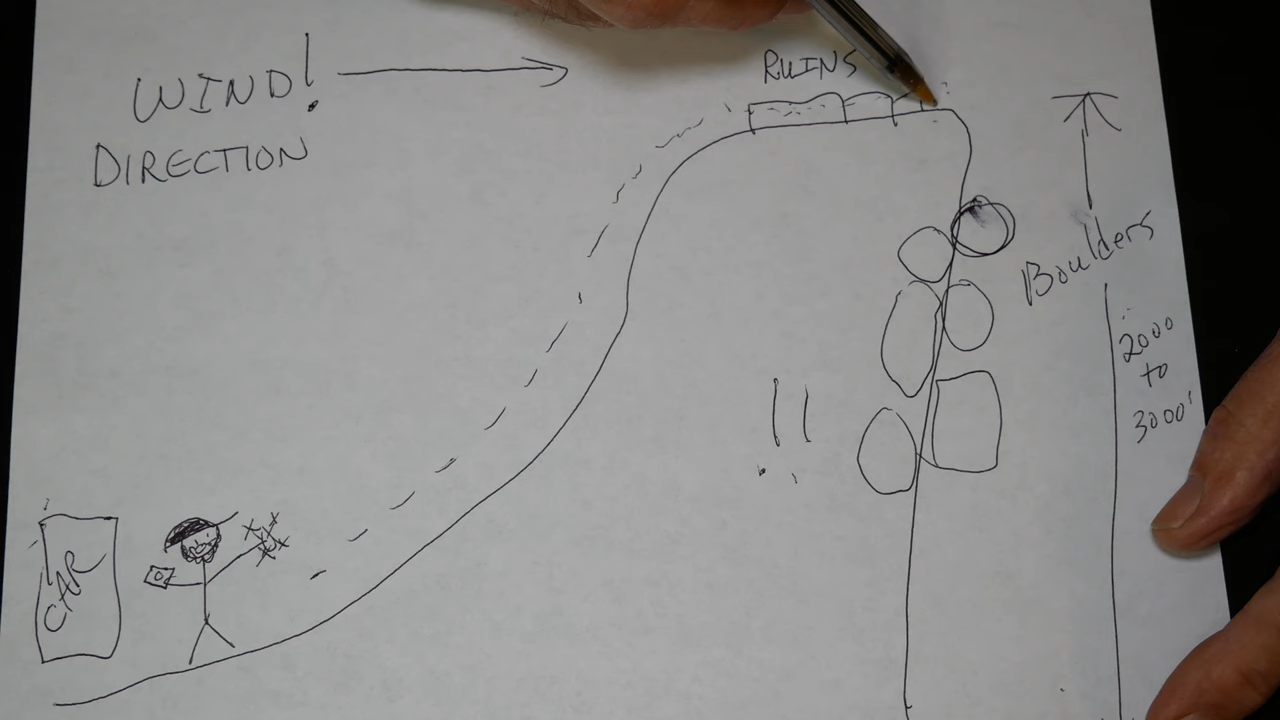 WIND!
DIRECTION
RUINS
Boulders
2000
to
3000'
!!
CAR